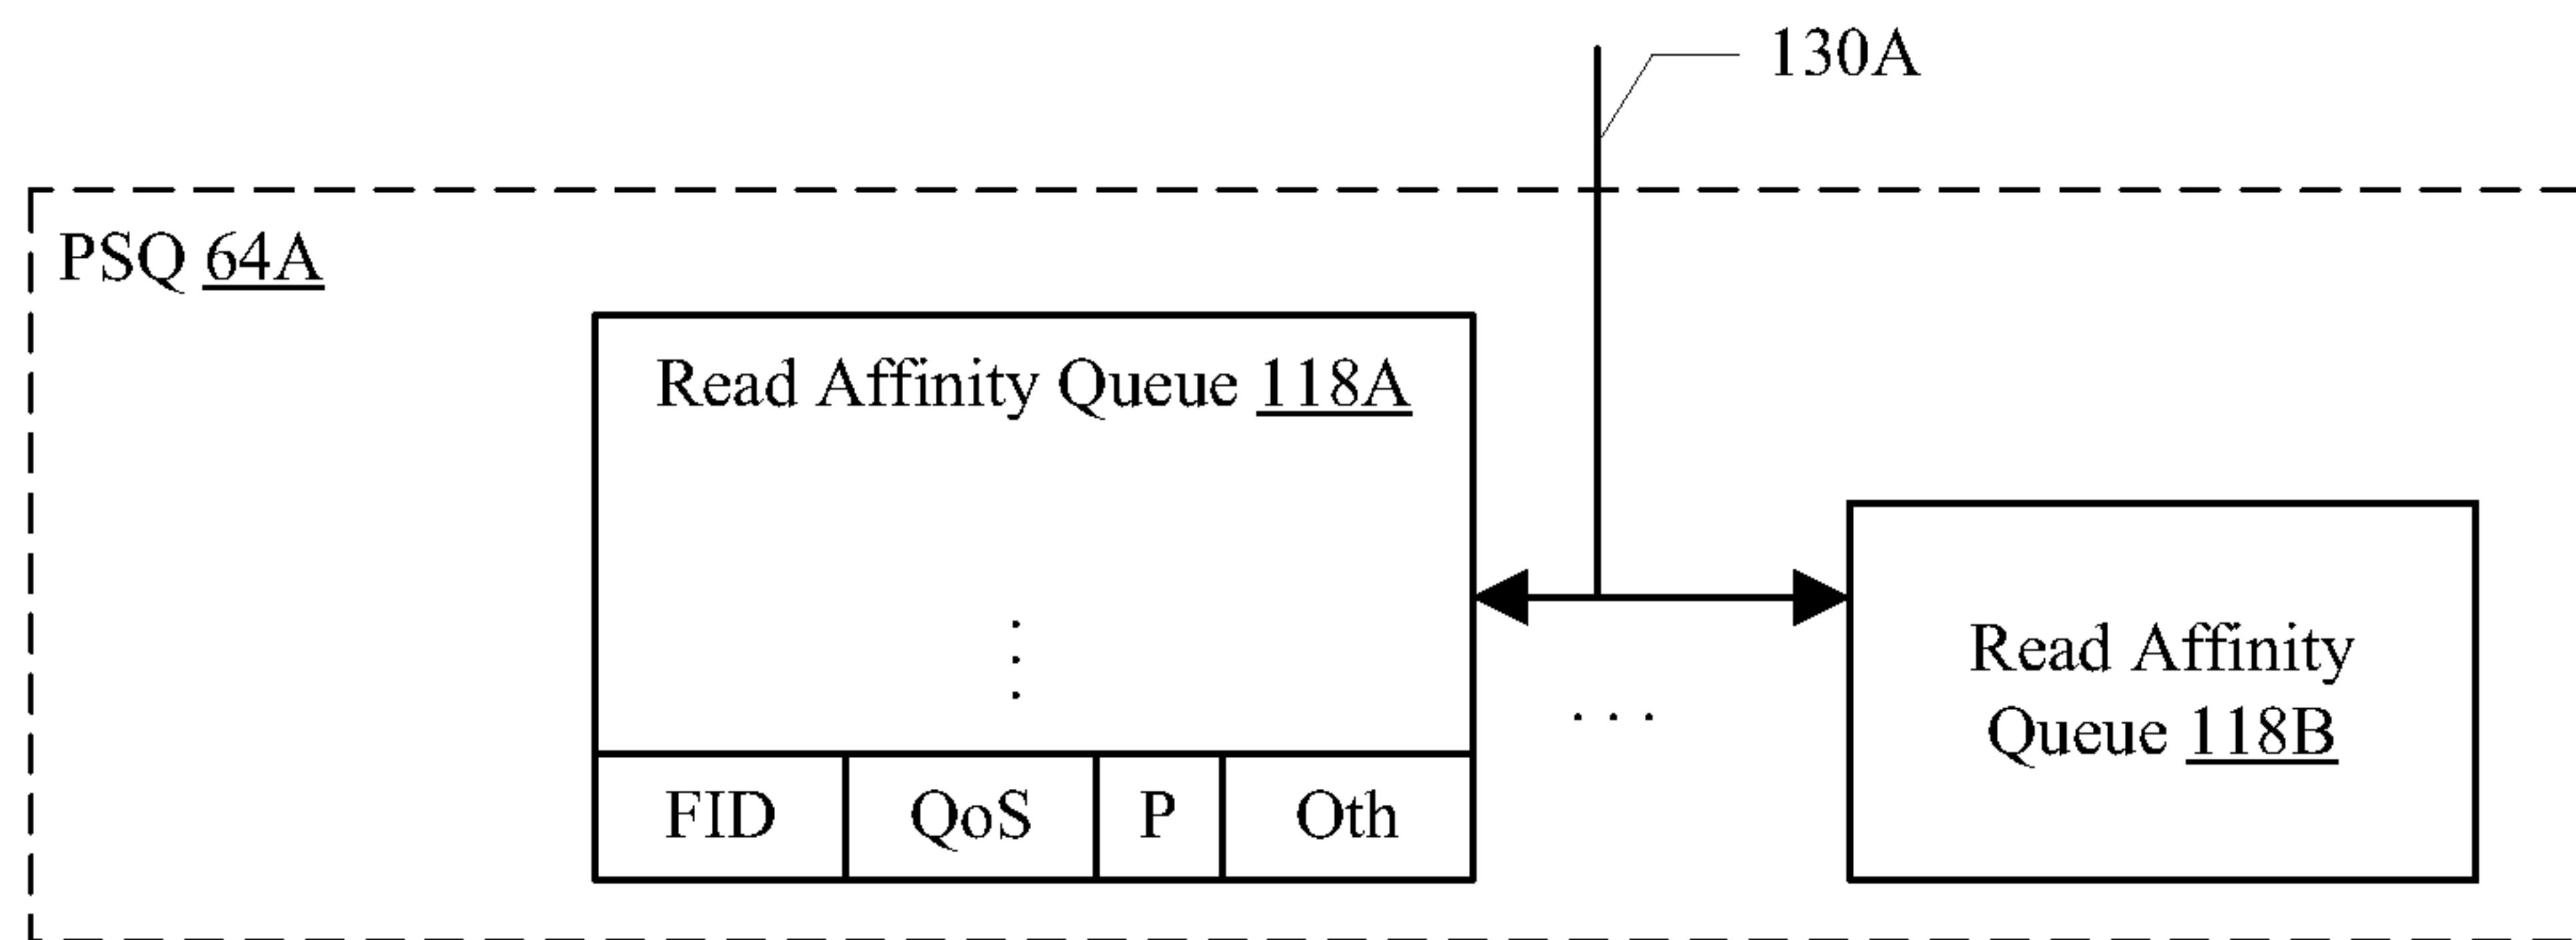 130A
PSQ 64A
Read Affinity Queue 118A
Read Affinity
Queue 118B
FID QoS P Oth